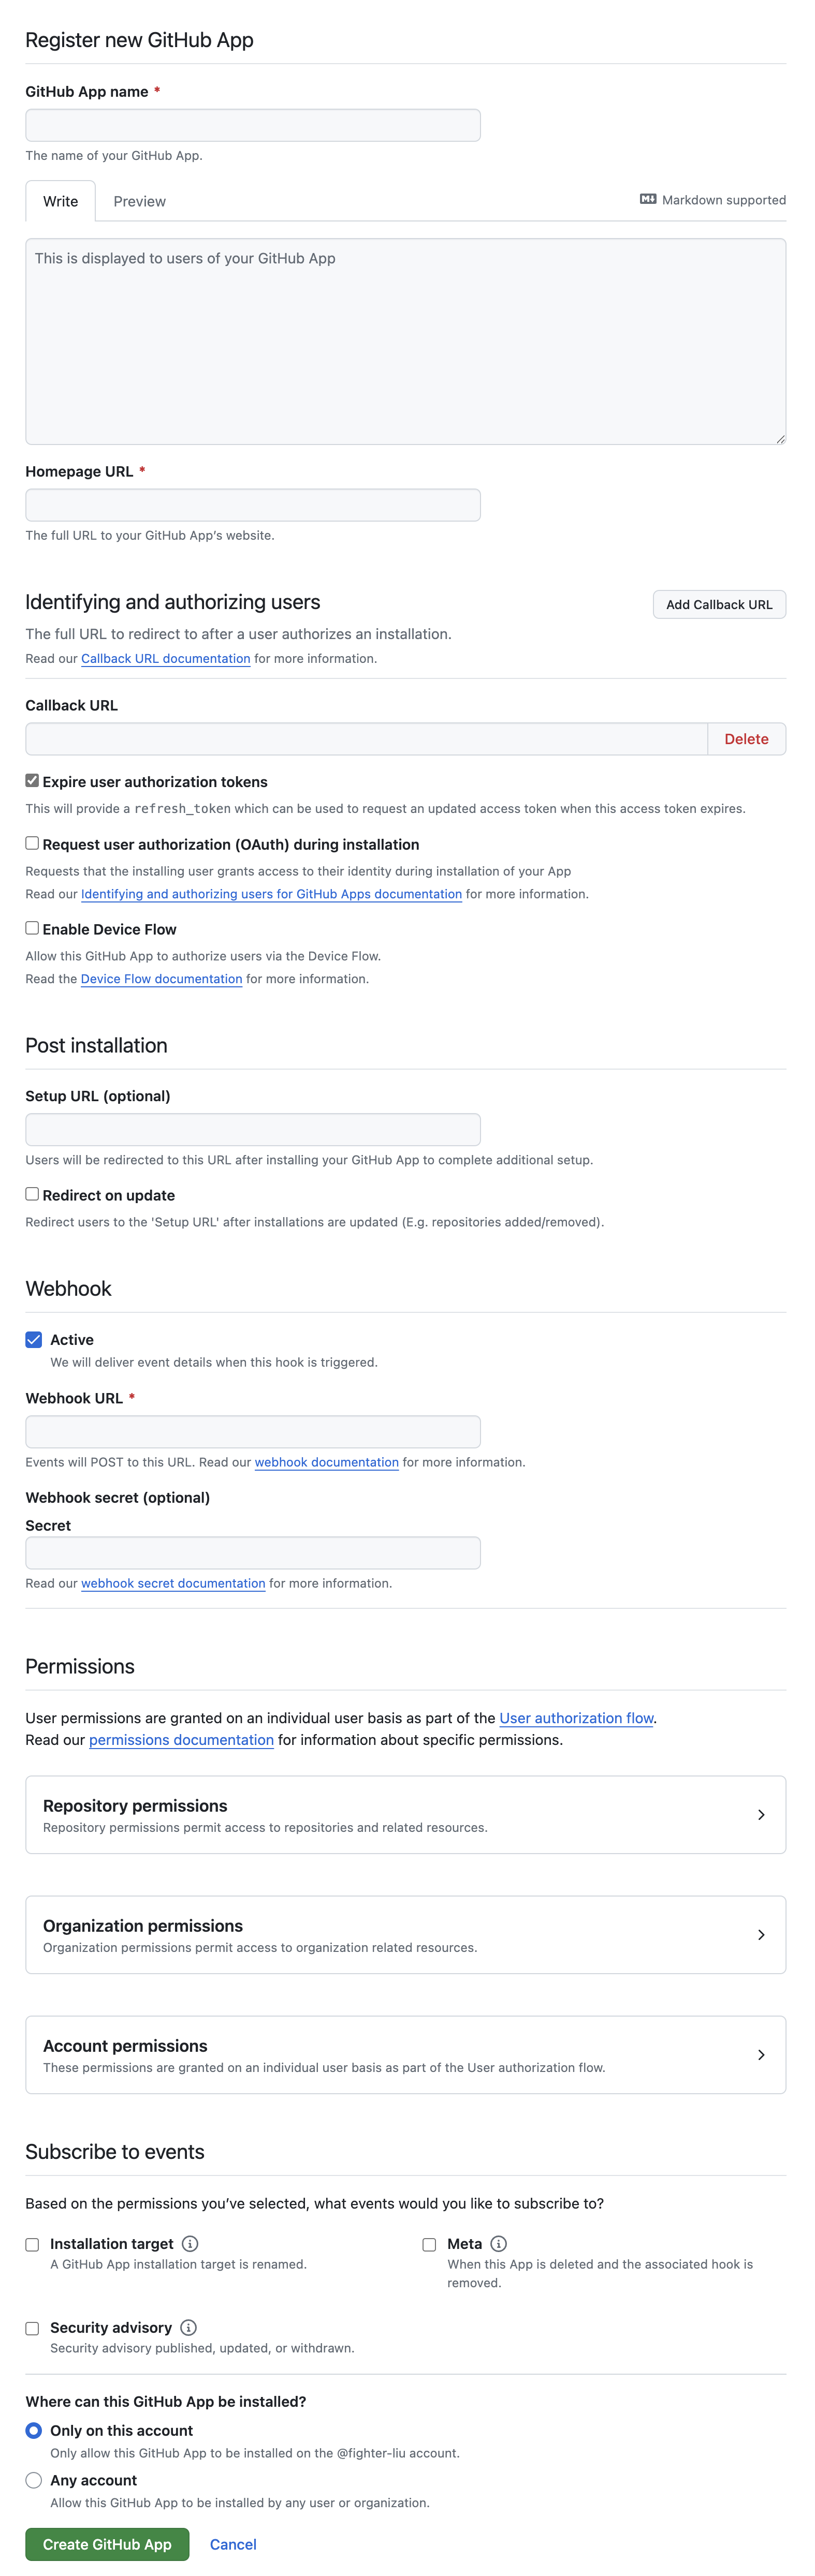 Register new GitHub App
GitHub App name *
The name of your GitHub App.
Write Preview Markdown supported
This is displayed to users of your GitHub App
Homepage URL *
The full URL to your GitHub App's website.
Identifying and authorizing users Add Callback URL
The full URL to redirect to after a user authorizes an installation.
Read our Callback URL documentation for more information.
Callback URL
Delete
Expire user authorization tokens
This will provide a refresh_token which can be used to request an updated access token when this access token expires.
Request user authorization (OAuth) during installation
Requests that the installing user grants access to their identity during installation of your App
Read our Identifying and authorizing users for GitHub Apps documentation for more information.
Enable Device Flow
Allow this GitHub App to authorize users via the Device Flow.
Read the Device Flow documentation for more information.
Post installation
Setup URL (optional)
Users will be redirected to this URL after installing your GitHub App to complete additional setup.
Redirect on update
Redirect users to the 'Setup URL' after installations are updated (E.g. repositories added/removed).
Webhook
Active
We will deliver event details when this hook is triggered.
Webhook URL *
Events will POST to this URL. Read our webhook documentation for more information.
Webhook secret (optional)
Secret
Read our webhook secret documentation for more information.
Permissions
User permissions are granted on an individual user basis as part of the User authorization flow.
Read our permissions documentation for information about specific permissions.
Repository permissions
Repository permissions permit access to repositories and related resources.
Organization permissions
Organization permissions permit access to organization related resources.
Account permissions
These permissions are granted on an individual user basis as part of the User authorization flow.
Subscribe to events
Based on the permissions you've selected, what events would you like to subscribe to?
Installation target
A GitHub App installation target is renamed.
Meta
When this App is deleted and the associated hook is
removed.
Security advisory
Security advisory published, updated, or withdrawn.
Where can this GitHub App be installed?
Only on this account
Only allow this GitHub App to be installed on the @fighter-liu account.
Any account
Allow this GitHub App to be installed by any user or organization.
Create GitHub App Cancel